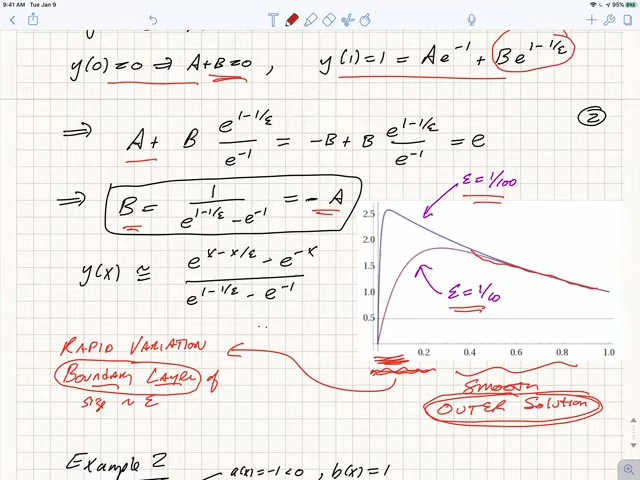 9:41 AM Tue Jan 9
95%
y(0)=0 ⟹ A+B=0 , y(1)=1 = Ae^{-1} + Be^{1-1/ε}
②
⟹ A+ B e^{1-1/ε}/e^{-1} = -B + B e^{1-1/ε}/e^{-1} = e
⟹ B = 1/(e^{1-1/ε} - e^{-1}) = -A
ε=1/100
2.5
2.0
1.5
1.0
0.5
0.2 0.4 0.6 0.8 1.0
ε=1/10
y(x) ≅ (e^{x-x/ε} - e^{-x})/(e^{1-1/ε} - e^{-1})
RAPID VARIATION
BOUNDARY LAYER of
size ~ ε
SMOOTH
OUTER SOLUTION
Example 2
a(x)=-1<0 , b(x)=1